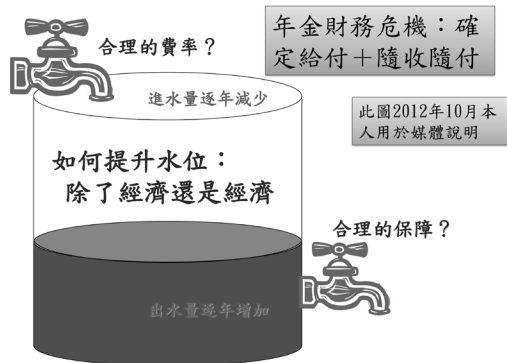 年金財務危機：確
定給付＋隨收隨付
合理的費率？
進水量逐年減少
此圖2012年10月本
人用於媒體說明
如何提升水位：
除了經濟還是經濟
合理的保障？
出水量逐年增加